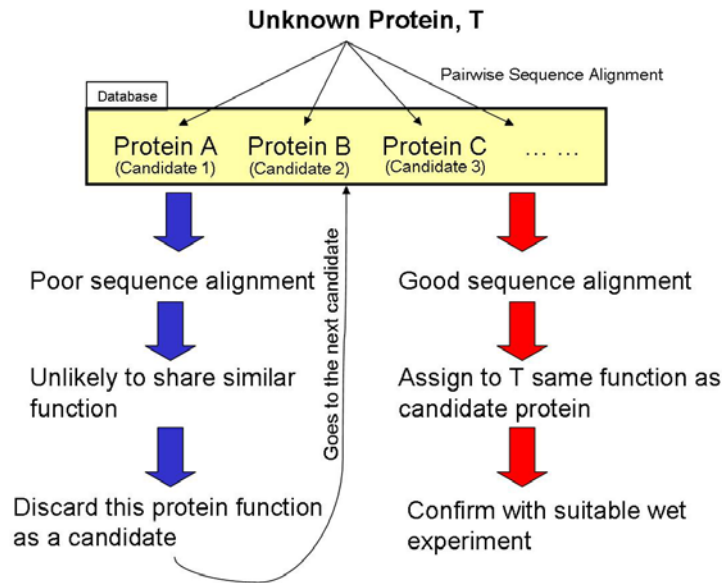 Unknown Protein, T
Pairwise Sequence Alignment
Database
Protein A
(Candidate 1)
Protein B
(Candidate 2)
Protein C
(Candidate 3)
... ...
Poor sequence alignment
Unlikely to share similar
function
Discard this protein function
as a candidate
Goes to the next candidate
Good sequence alignment
Assign to T same function as
candidate protein
Confirm with suitable wet
experiment